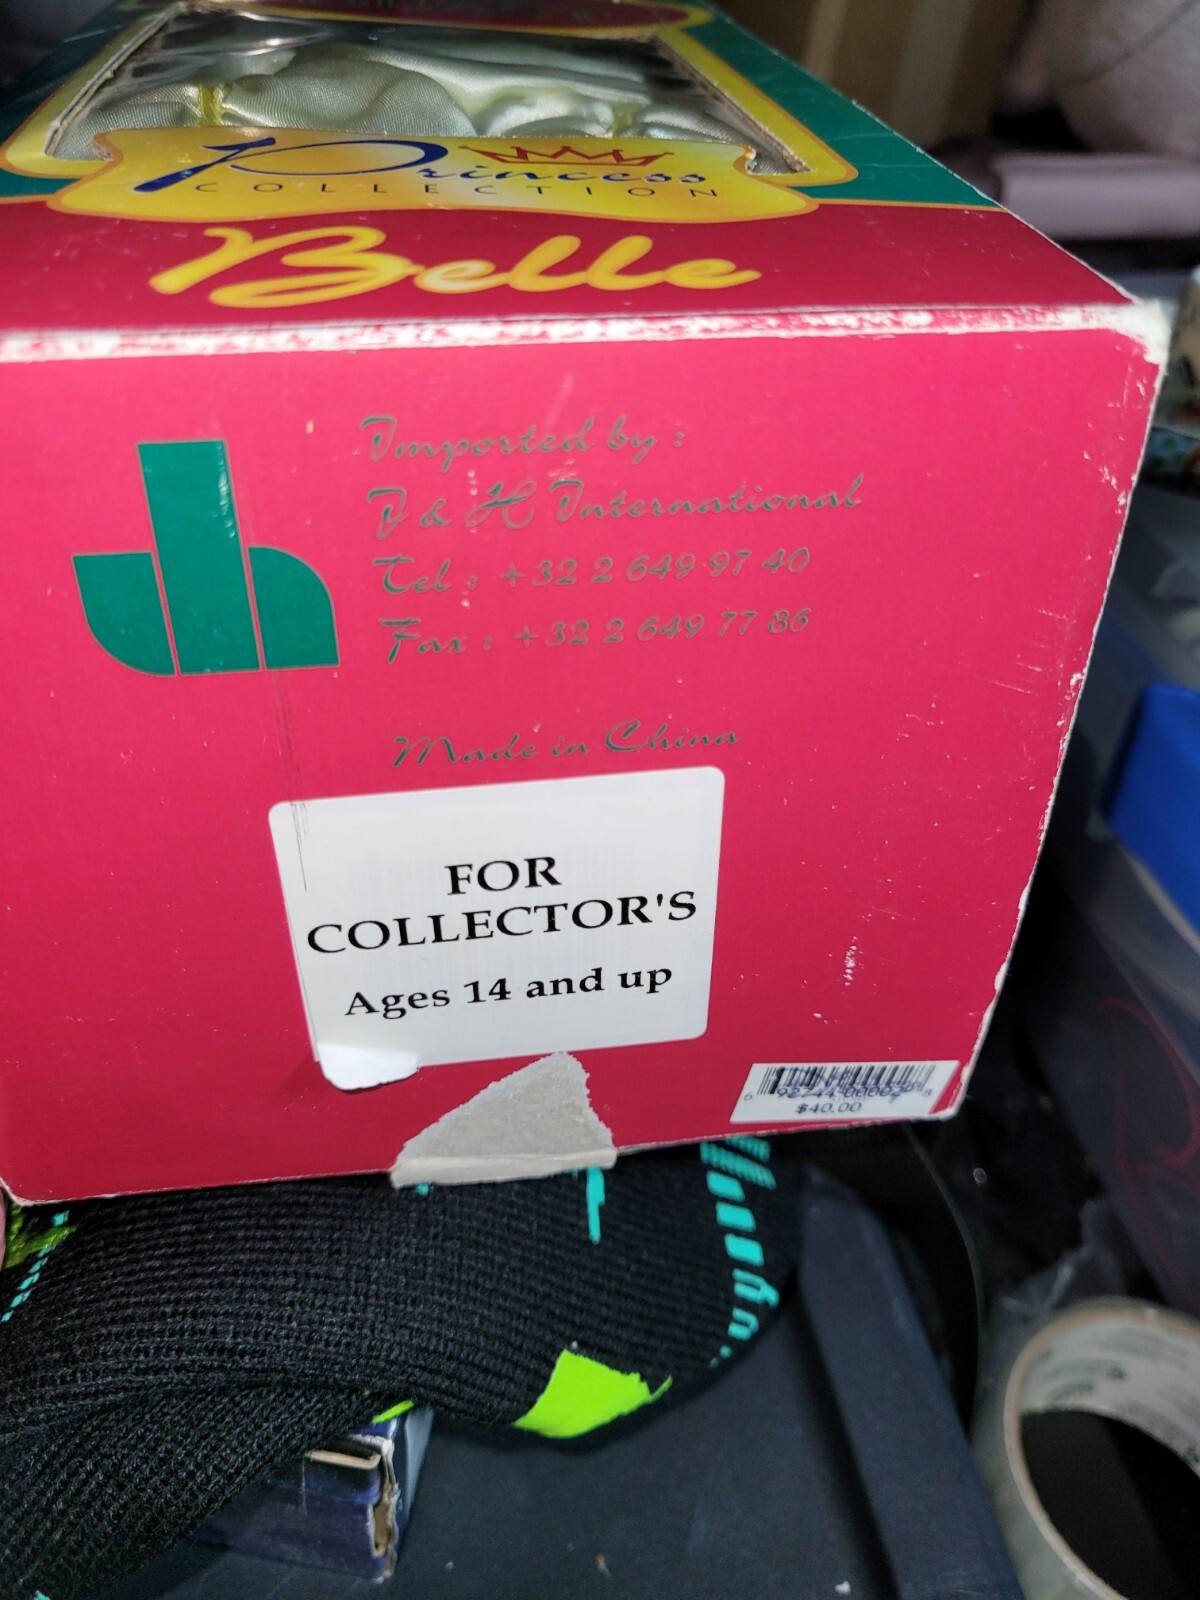 Princess
COLLECTION
Belle
Imported by :
J & H International
Tel : +32 2 649 97 40
Fax : +32 2 649 77 86
Made in China
FOR
COLLECTOR'S
Ages 14 and up
$40.00